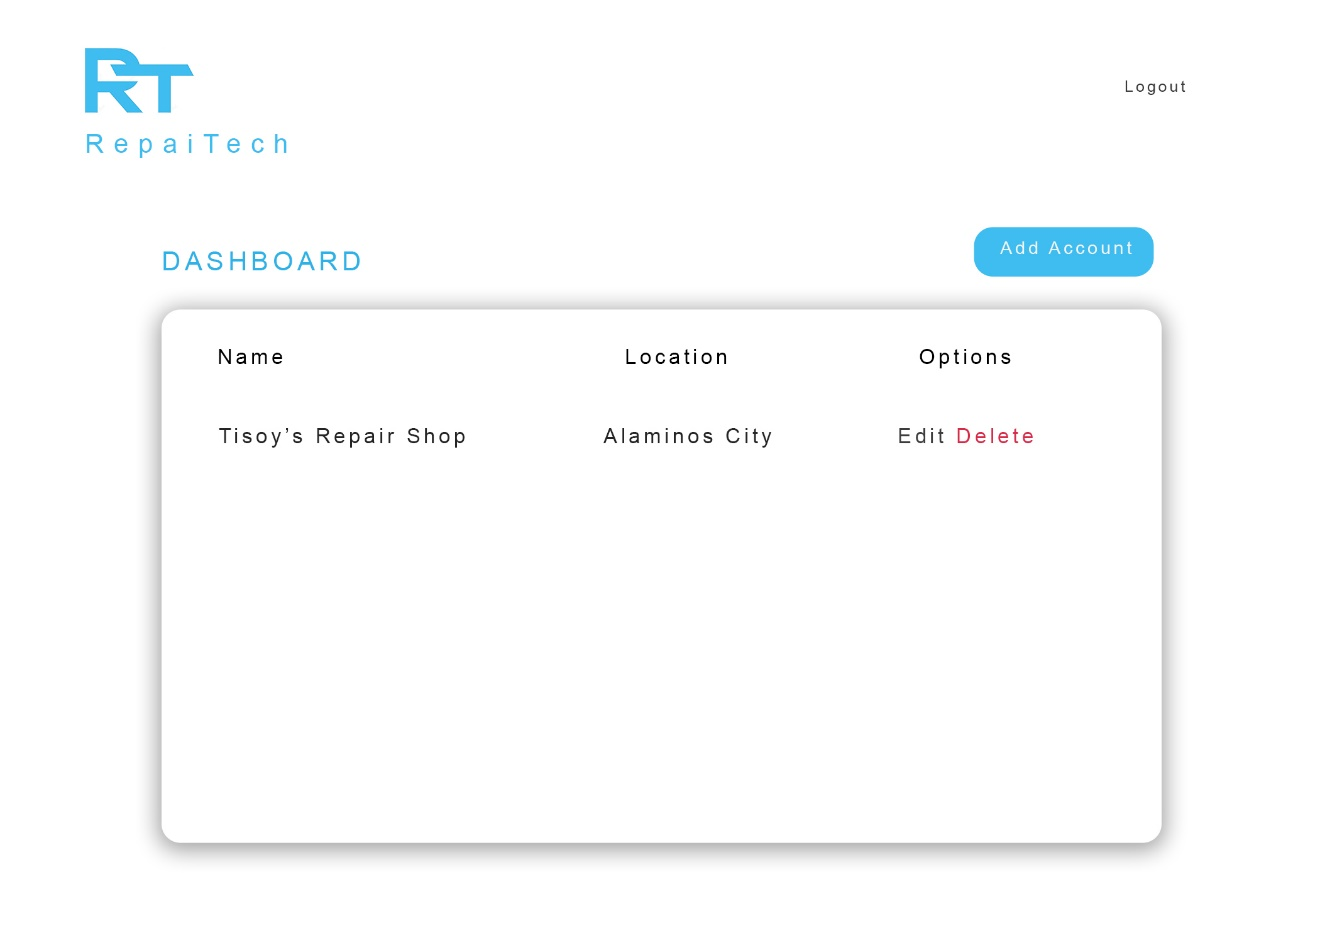 RT
Logout
RepaiTech
DASHBOARD
Add Account
Name Location Options
Tisoy’s Repair Shop Alaminos City Edit Delete